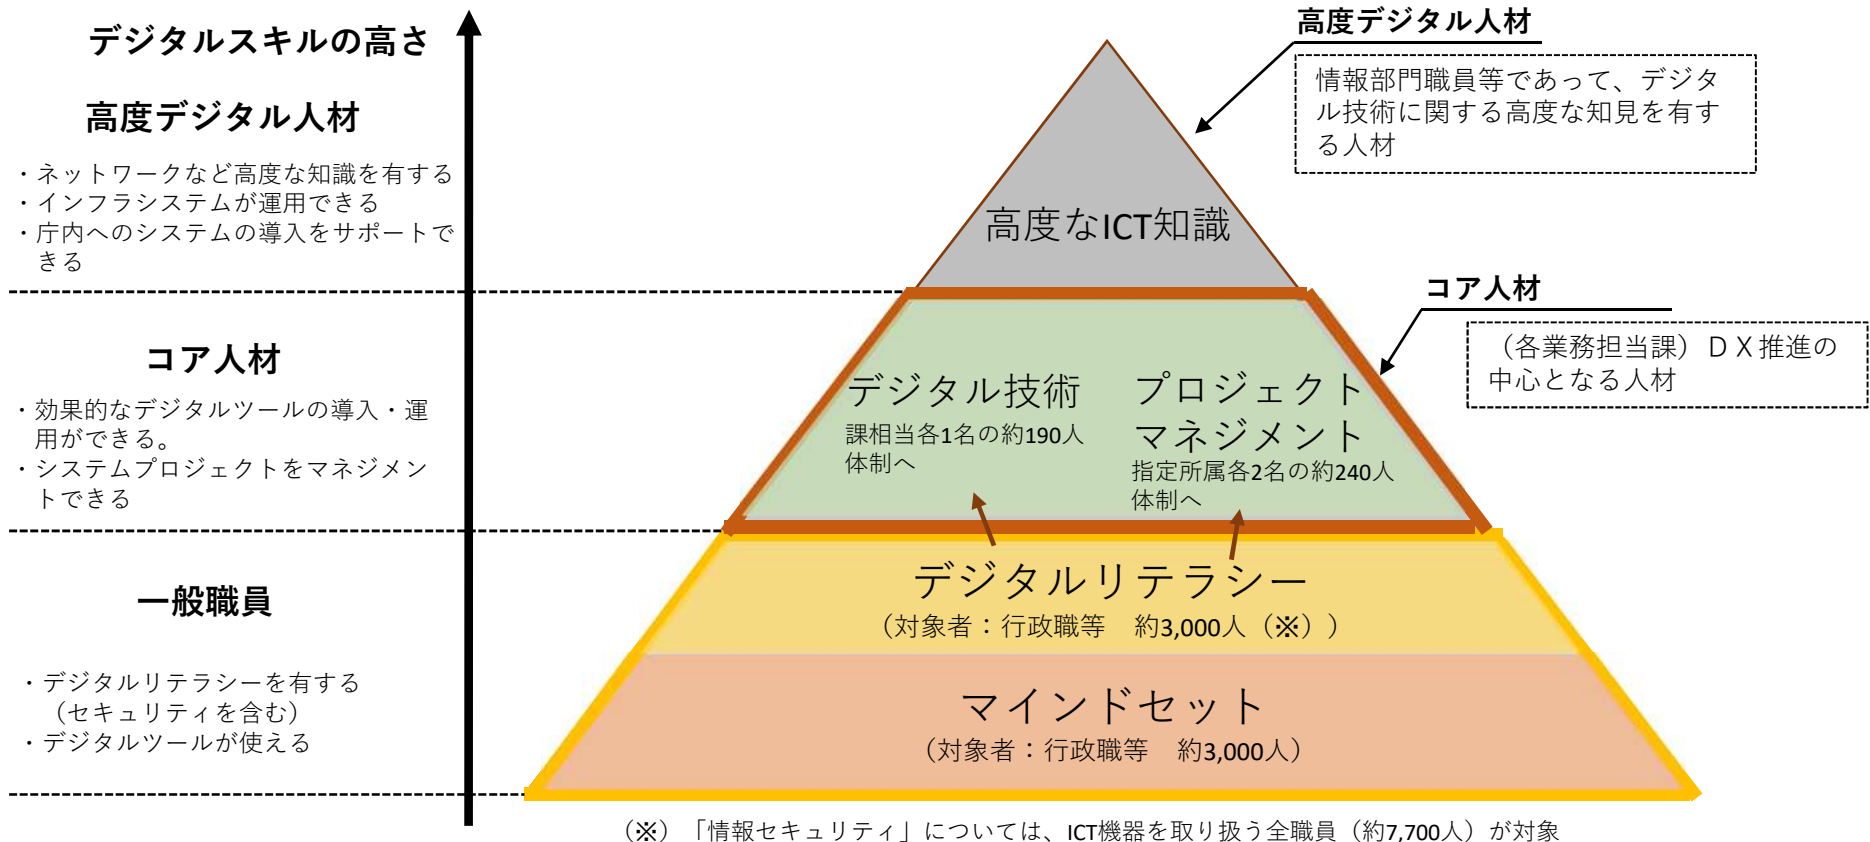 デジタルスキルの高さ
高度デジタル人材
・ネットワークなど高度な知識を有する
・インフラシステムが運用できる
・庁内へのシステムの導入をサポートで
きる
コア人材
・効果的なデジタルツールの導入・運
用ができる。
・システムプロジェクトをマネジメン
トできる
一般職員
・デジタルリテラシーを有する
（セキュリティを含む）
・デジタルツールが使える
高度デジタル人材
情報部門職員等であって、デジタ
ル技術に関する高度な知見を有す
る人材
高度なICT知識
コア人材
（各業務担当課）ＤＸ推進の
中心となる人材
デジタル技術
課相当各1名の約190人
体制へ
プロジェクト
マネジメント
指定所属各2名の約240人
体制へ
デジタルリテラシー
（対象者：行政職等　約3,000人（※））
マインドセット
（対象者：行政職等　約3,000人）
（※）「情報セキュリティ」については、ICT機器を取り扱う全職員（約7,700人）が対象